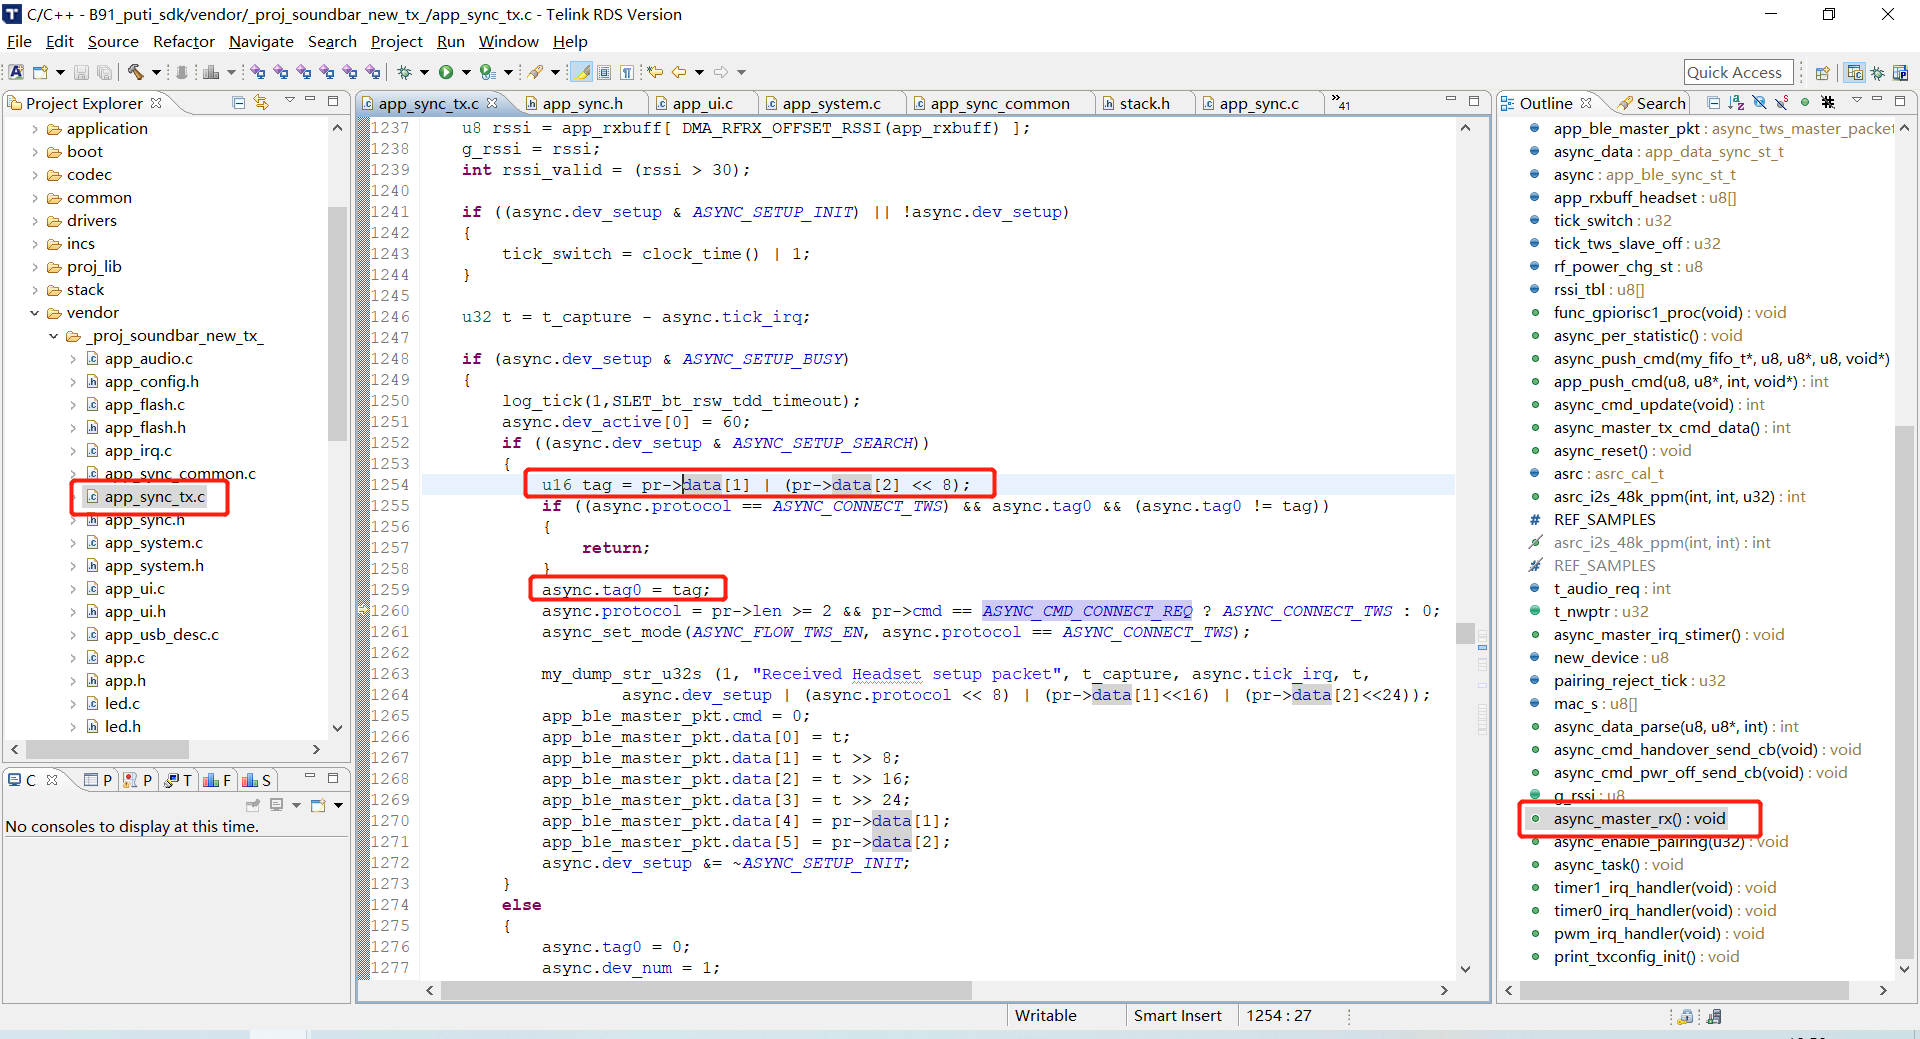 C/C++ - B91_puti_sdk/vendor/_proj_soundbar_new_tx_/app_sync_tx.c - Telink RDS Version
File Edit Source Refactor Navigate Search Project Run Window Help
Quick Access
Project Explorer
application
boot
codec
common
drivers
incs
proj_lib
stack
vendor
_proj_soundbar_new_tx_
app_audio.c
app_config.h
app_flash.c
app_flash.h
app_irq.c
app_sync_common.c
app_sync_tx.c
app_sync.h
app_system.c
app_system.h
app_ui.c
app_ui.h
app_usb_desc.c
app.c
app.h
led.c
led.h
C P P T F S
No consoles to display at this time.
app_sync_tx.c app_sync.h app_ui.c app_system.c app_sync_common stack.h app_sync.c »41
1237 u8 rssi = app_rxbuff[ DMA_RFRX_OFFSET_RSSI(app_rxbuff) ];
1238 g_rssi = rssi;
1239 int rssi_valid = (rssi > 30);
1240
1241 if ((async.dev_setup & ASYNC_SETUP_INIT) || !async.dev_setup)
1242 {
1243 tick_switch = clock_time() | 1;
1244 }
1245
1246 u32 t = t_capture - async.tick_irq;
1247
1248 if (async.dev_setup & ASYNC_SETUP_BUSY)
1249 {
1250 log_tick(1,SLET_bt_rsw_tdd_timeout);
1251 async.dev_active[0] = 60;
1252 if ((async.dev_setup & ASYNC_SETUP_SEARCH))
1253 {
1254 u16 tag = pr->data[1] | (pr->data[2] << 8);
1255 if ((async.protocol == ASYNC_CONNECT_TWS) && async.tag0 && (async.tag0 != tag))
1256 {
1257 return;
1258 }
1259 async.tag0 = tag;
1260 async.protocol = pr->len >= 2 && pr->cmd == ASYNC_CMD_CONNECT_REQ ? ASYNC_CONNECT_TWS : 0;
1261 async_set_mode(ASYNC_FLOW_TWS_EN, async.protocol == ASYNC_CONNECT_TWS);
1262
1263 my_dump_str_u32s (1, "Received Headset setup packet", t_capture, async.tick_irq, t,
1264 async.dev_setup | (async.protocol << 8) | (pr->data[1]<<16) | (pr->data[2]<<24));
1265 app_ble_master_pkt.cmd = 0;
1266 app_ble_master_pkt.data[0] = t;
1267 app_ble_master_pkt.data[1] = t >> 8;
1268 app_ble_master_pkt.data[2] = t >> 16;
1269 app_ble_master_pkt.data[3] = t >> 24;
1270 app_ble_master_pkt.data[4] = pr->data[1];
1271 app_ble_master_pkt.data[5] = pr->data[2];
1272 async.dev_setup &= ~ASYNC_SETUP_INIT;
1273 }
1274 else
1275 {
1276 async.tag0 = 0;
1277 async.dev_num = 1;
Outline Search
app_ble_master_pkt : async_tws_master_packet
async_data : app_data_sync_st_t
async : app_ble_sync_st_t
app_rxbuff_headset : u8[]
tick_switch : u32
tick_tws_slave_off : u32
rf_power_chg_st : u8
rssi_tbl : u8[]
func_gpiorisc1_proc(void) : void
async_per_statistic() : void
async_push_cmd(my_fifo_t*, u8, u8*, u8, void*)
app_push_cmd(u8, u8*, int, void*) : int
async_cmd_update(void) : int
async_master_tx_cmd_data() : int
async_reset() : void
asrc : asrc_cal_t
asrc_i2s_48k_ppm(int, int, u32) : int
REF_SAMPLES
asrc_i2s_48k_ppm(int, int) : int
REF_SAMPLES
t_audio_req : int
t_nwptr : u32
async_master_irq_stimer() : void
new_device : u8
pairing_reject_tick : u32
mac_s : u8[]
async_data_parse(u8, u8*, int) : int
async_cmd_handover_send_cb(void) : void
async_cmd_pwr_off_send_cb(void) : void
g_rssi : u8
async_master_rx() : void
async_enable_pairing(u32) : void
async_task() : void
timer1_irq_handler(void) : void
timer0_irq_handler(void) : void
pwm_irq_handler(void) : void
print_txconfig_init() : void
Writable Smart Insert 1254 : 27